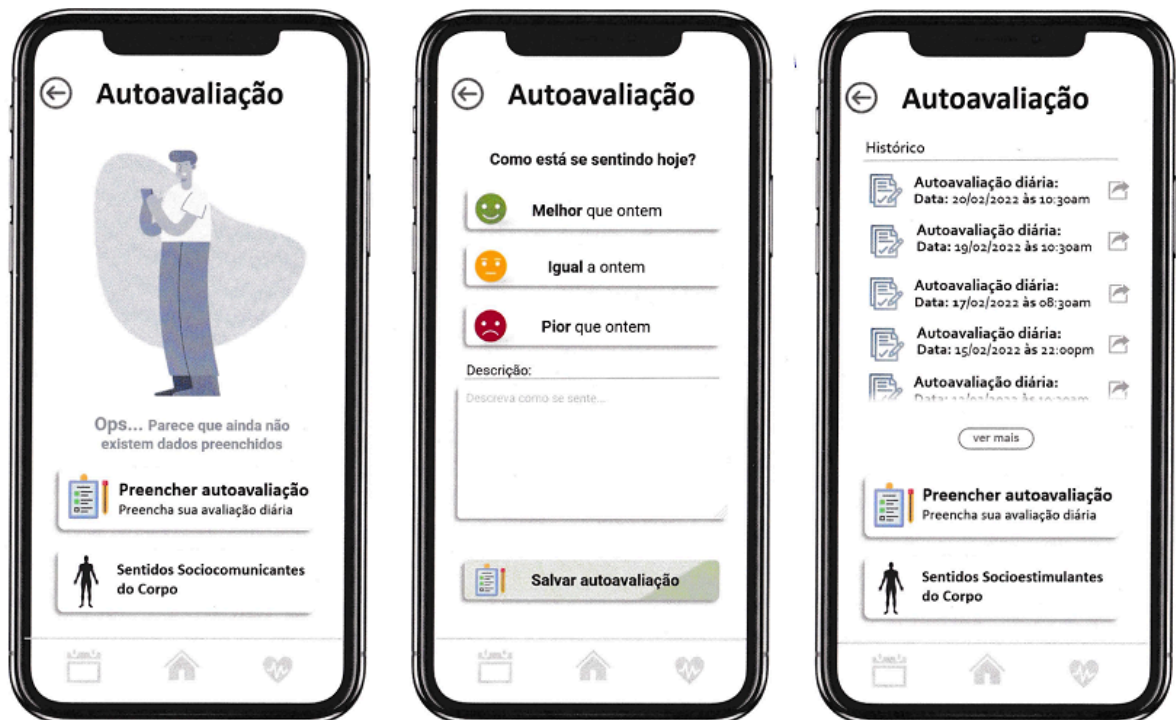 Autoavaliação
Ops... Parece que ainda não
existem dados preenchidos
Preencher autoavaliação
Preencha sua avaliação diária
Sentidos Sociocomunicantes
do Corpo
Autoavaliação
Como está se sentindo hoje?
Melhor que ontem
Igual a ontem
Pior que ontem
Descrição:
Descreva como se sente...
Salvar autoavaliação
Autoavaliação
Histórico
Autoavaliação diária:
Data: 20/02/2022 às 10:30am
Autoavaliação diária:
Data: 19/02/2022 às 10:30am
Autoavaliação diária:
Data: 17/02/2022 às 08:30am
Autoavaliação diária:
Data: 15/02/2022 às 22:00pm
Autoavaliação diária:
ver mais
Preencher autoavaliação
Preencha sua avaliação diária
Sentidos Socioestimulantes
do Corpo